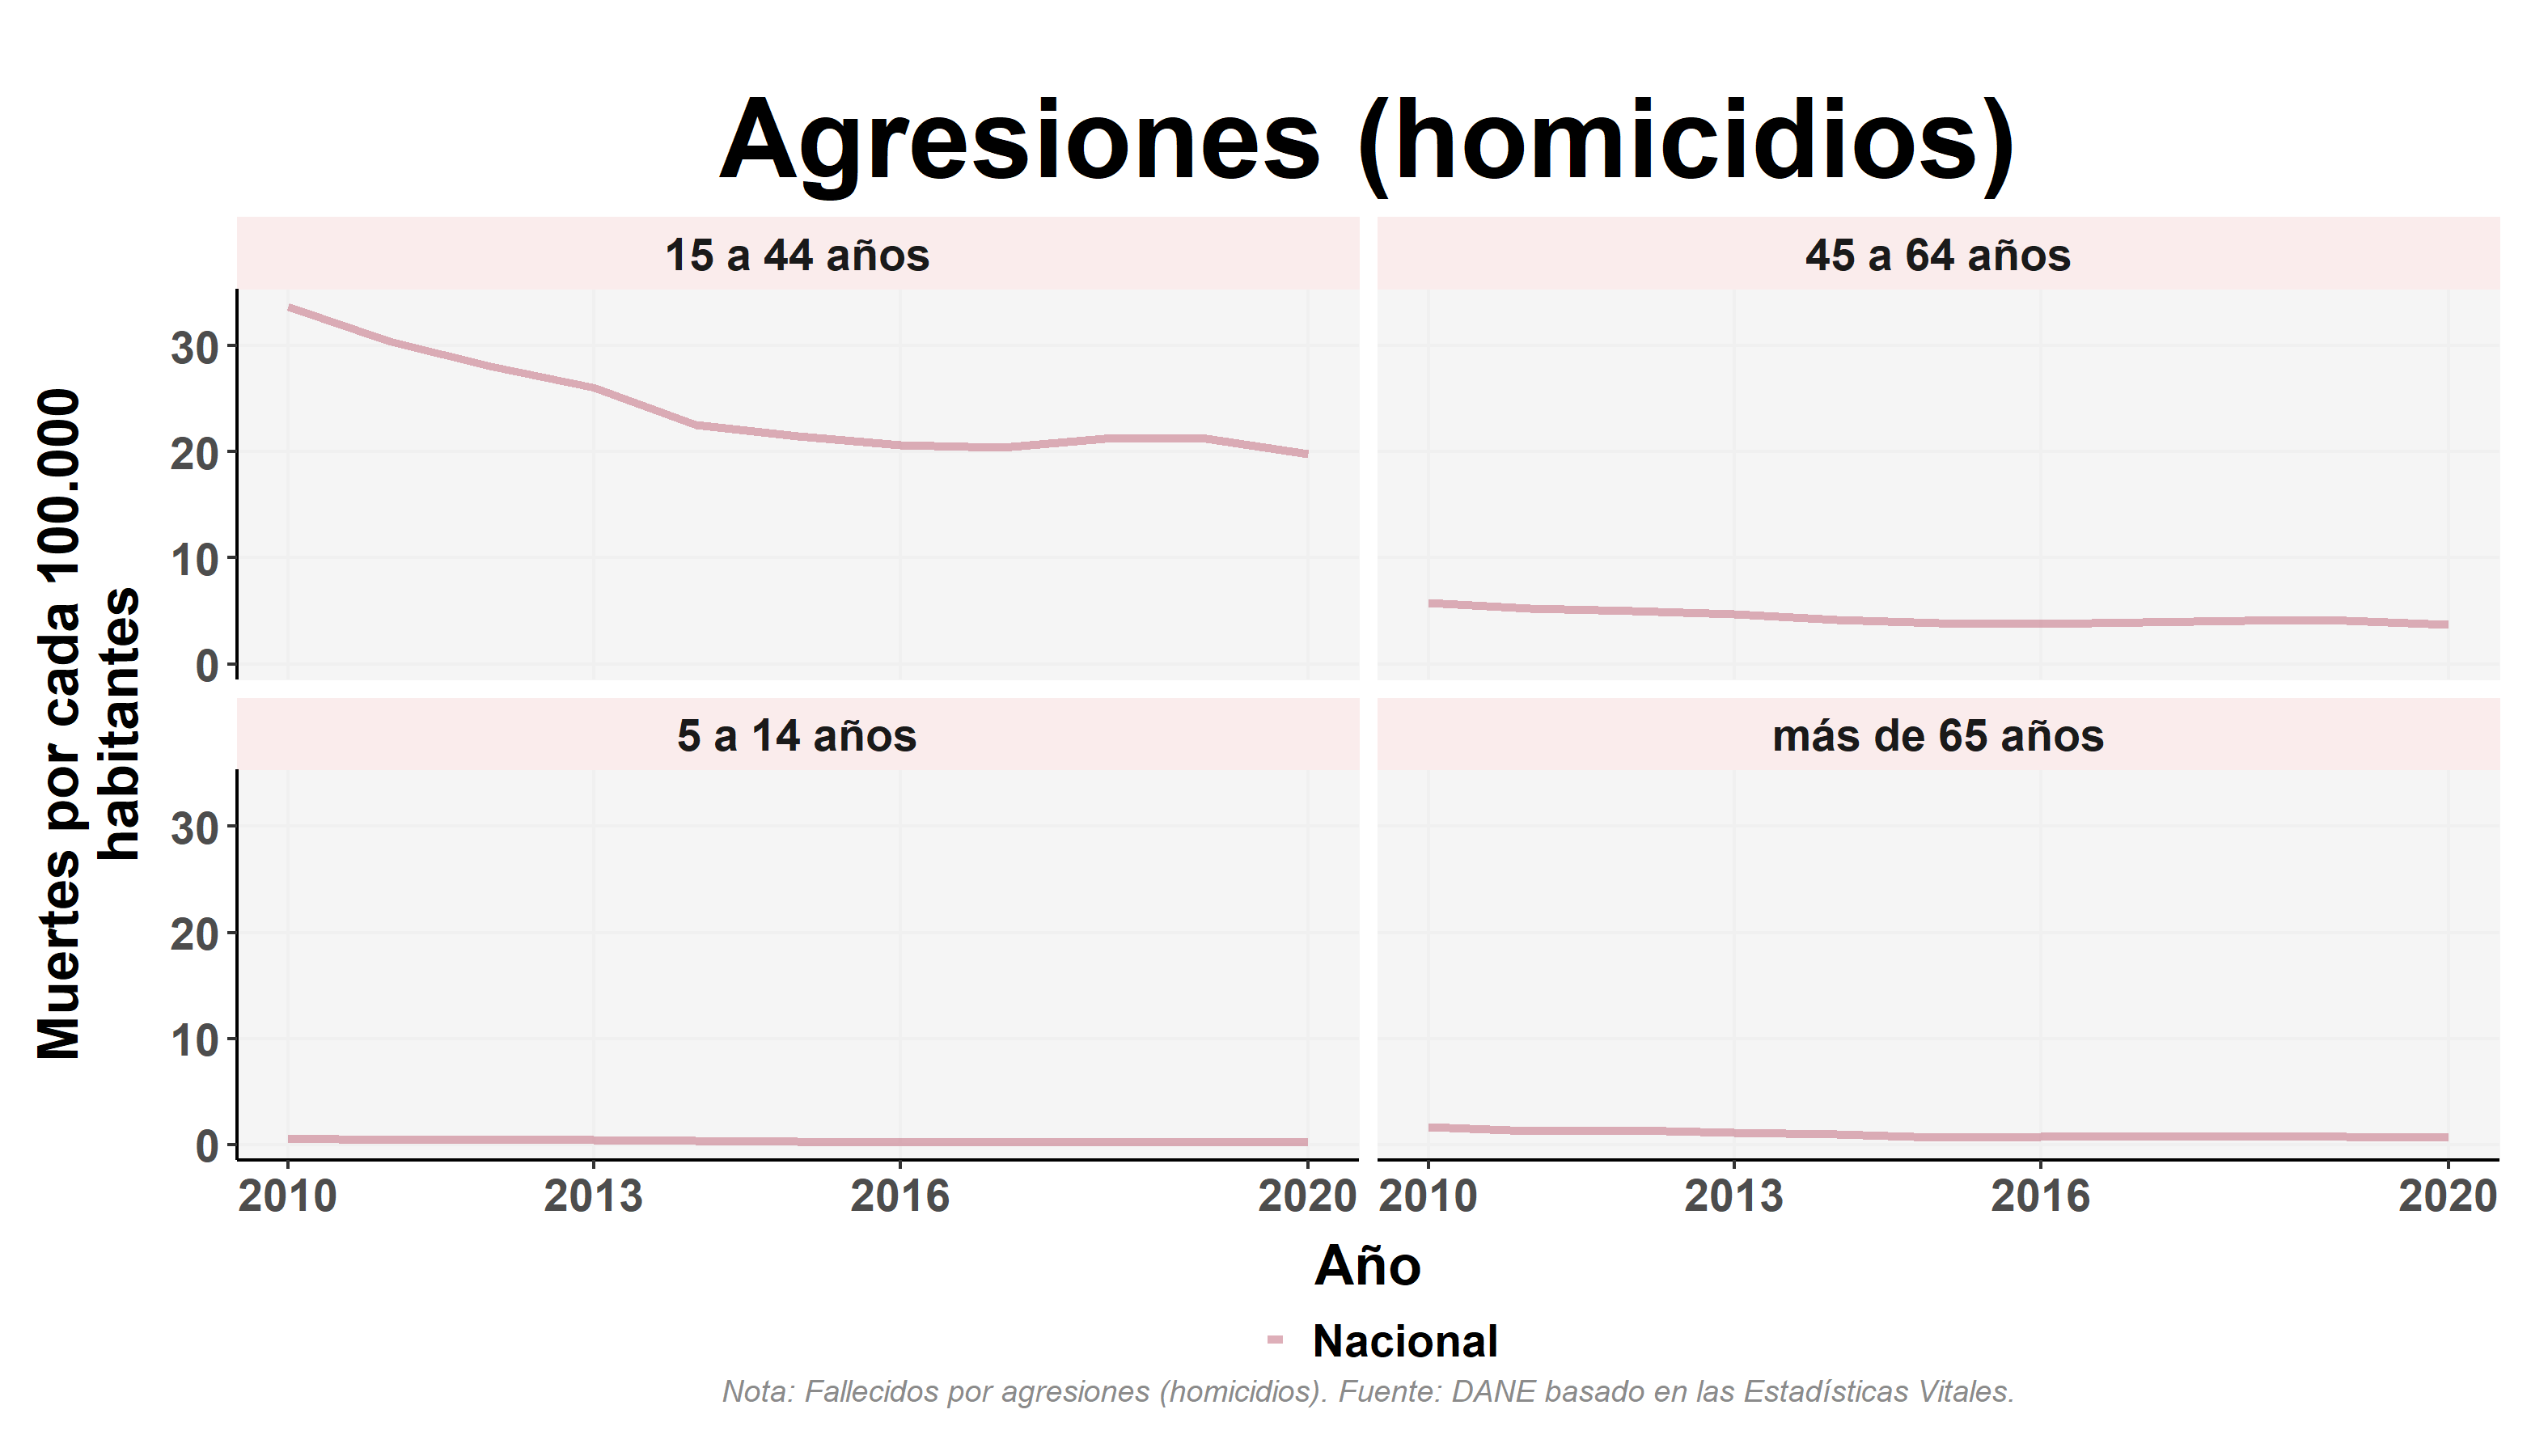 Agresiones (homicidios)
Muertes por cada 100.000
habitantes
15 a 44 años
45 a 64 años
30
20
10
0
5 a 14 años
más de 65 años
30
20
10
0
2010 2013 2016 2020 2010 2013 2016 2020
Año
Nacional
Nota: Fallecidos por agresiones (homicidios). Fuente: DANE basado en las Estadísticas Vitales.